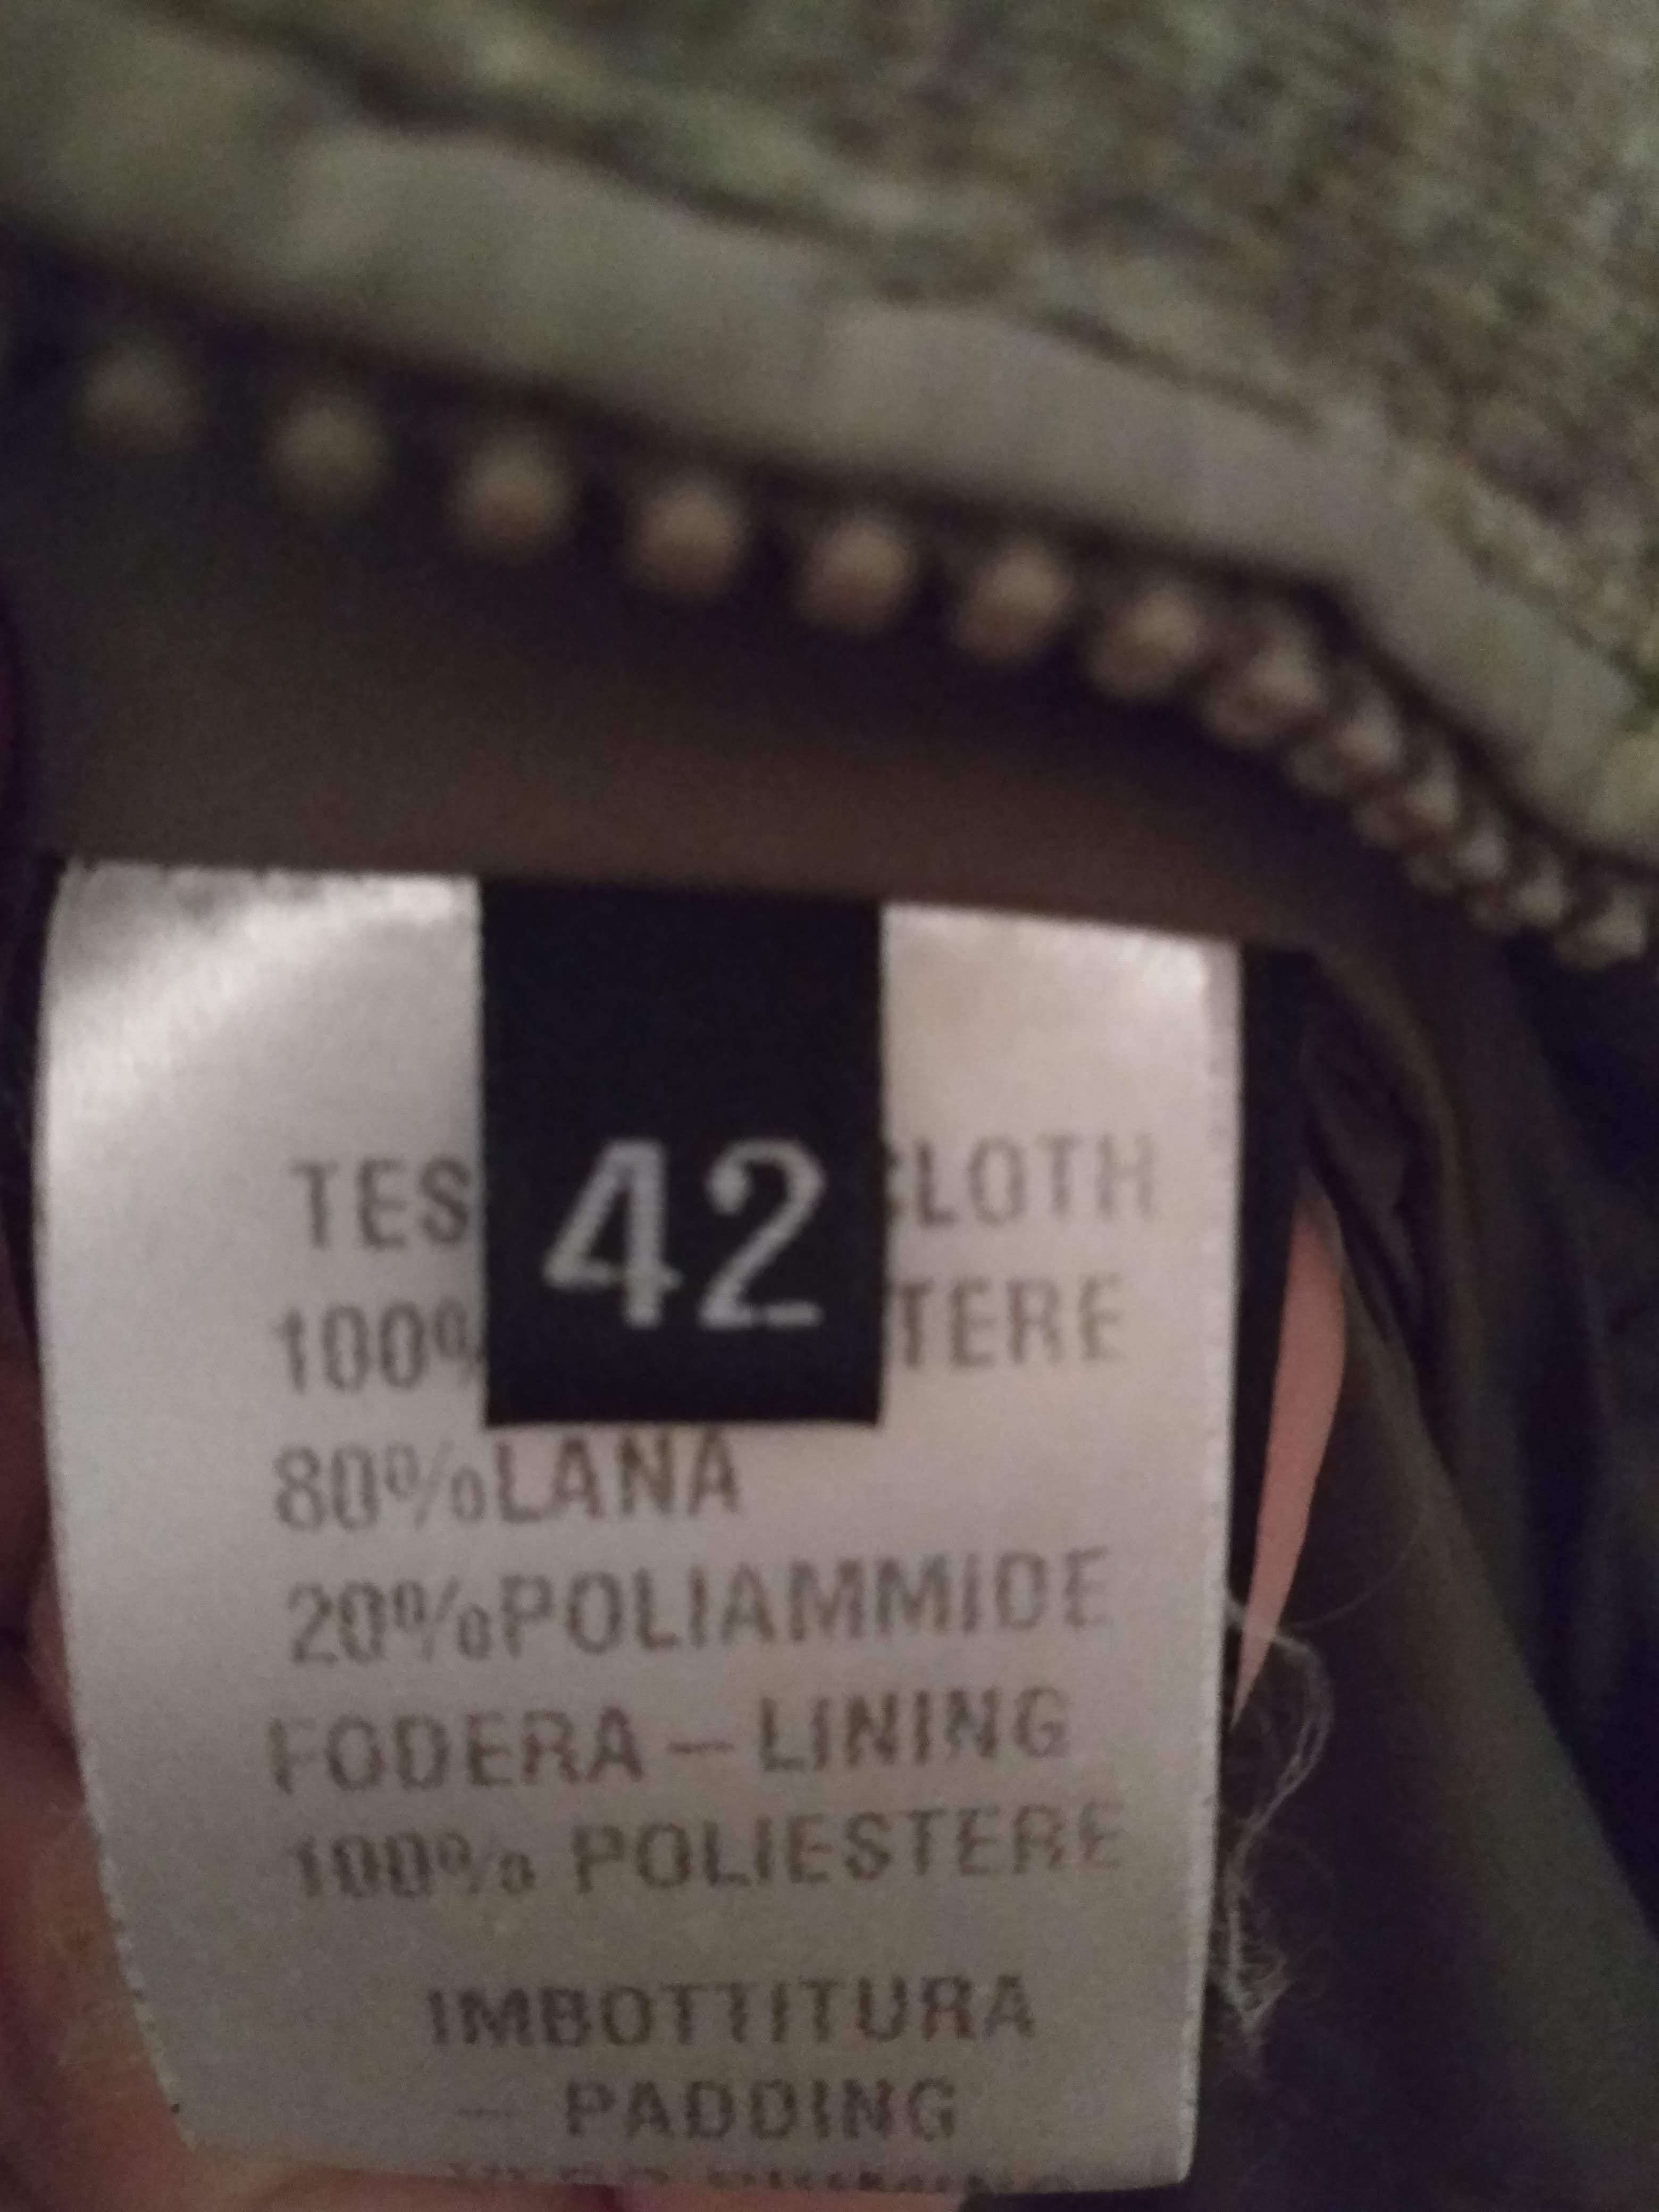 42
TES CLOTH
100% TERE
80%LANA
20%POLIAMMIDE
FODERA – LINING
100% POLIESTERE
IMBOTTITURA
– PADDING